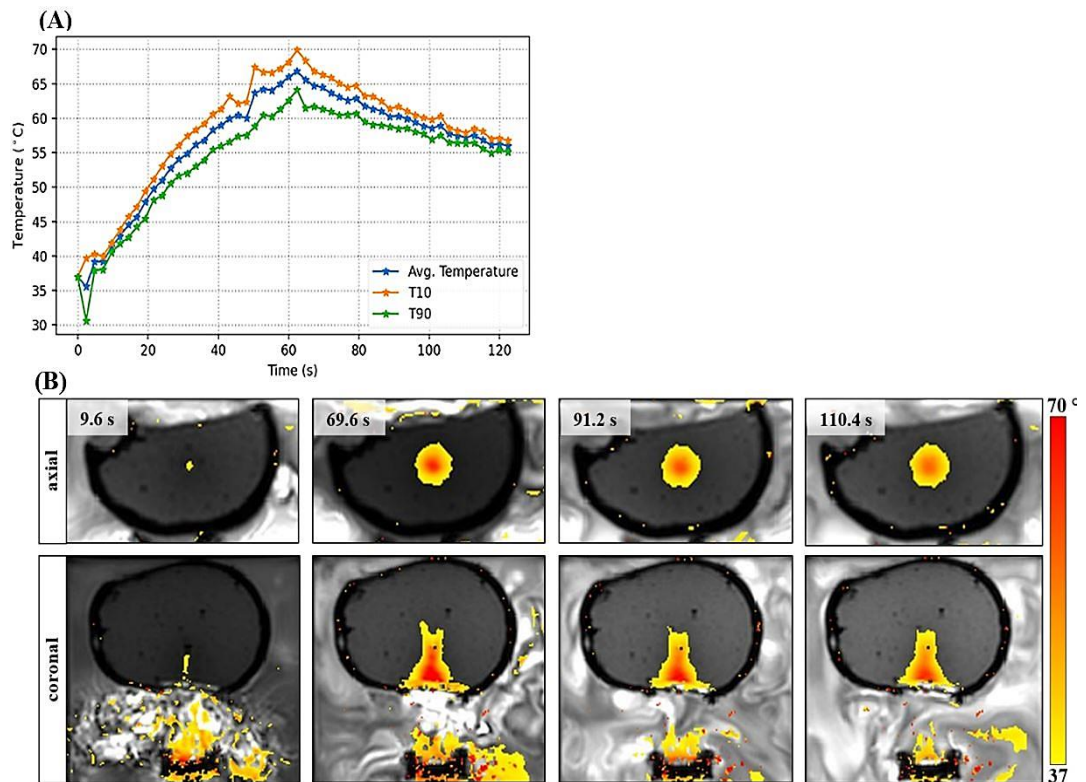 (A)
70
65
60
55
50
45
40
35
30
Temperature (°C)
Avg. Temperature
T10
T90
0 20 40 60 80 100 120
Time (s)
(B)
axial
9.6 s
69.6 s
91.2 s
110.4 s
coronal
70 °
37